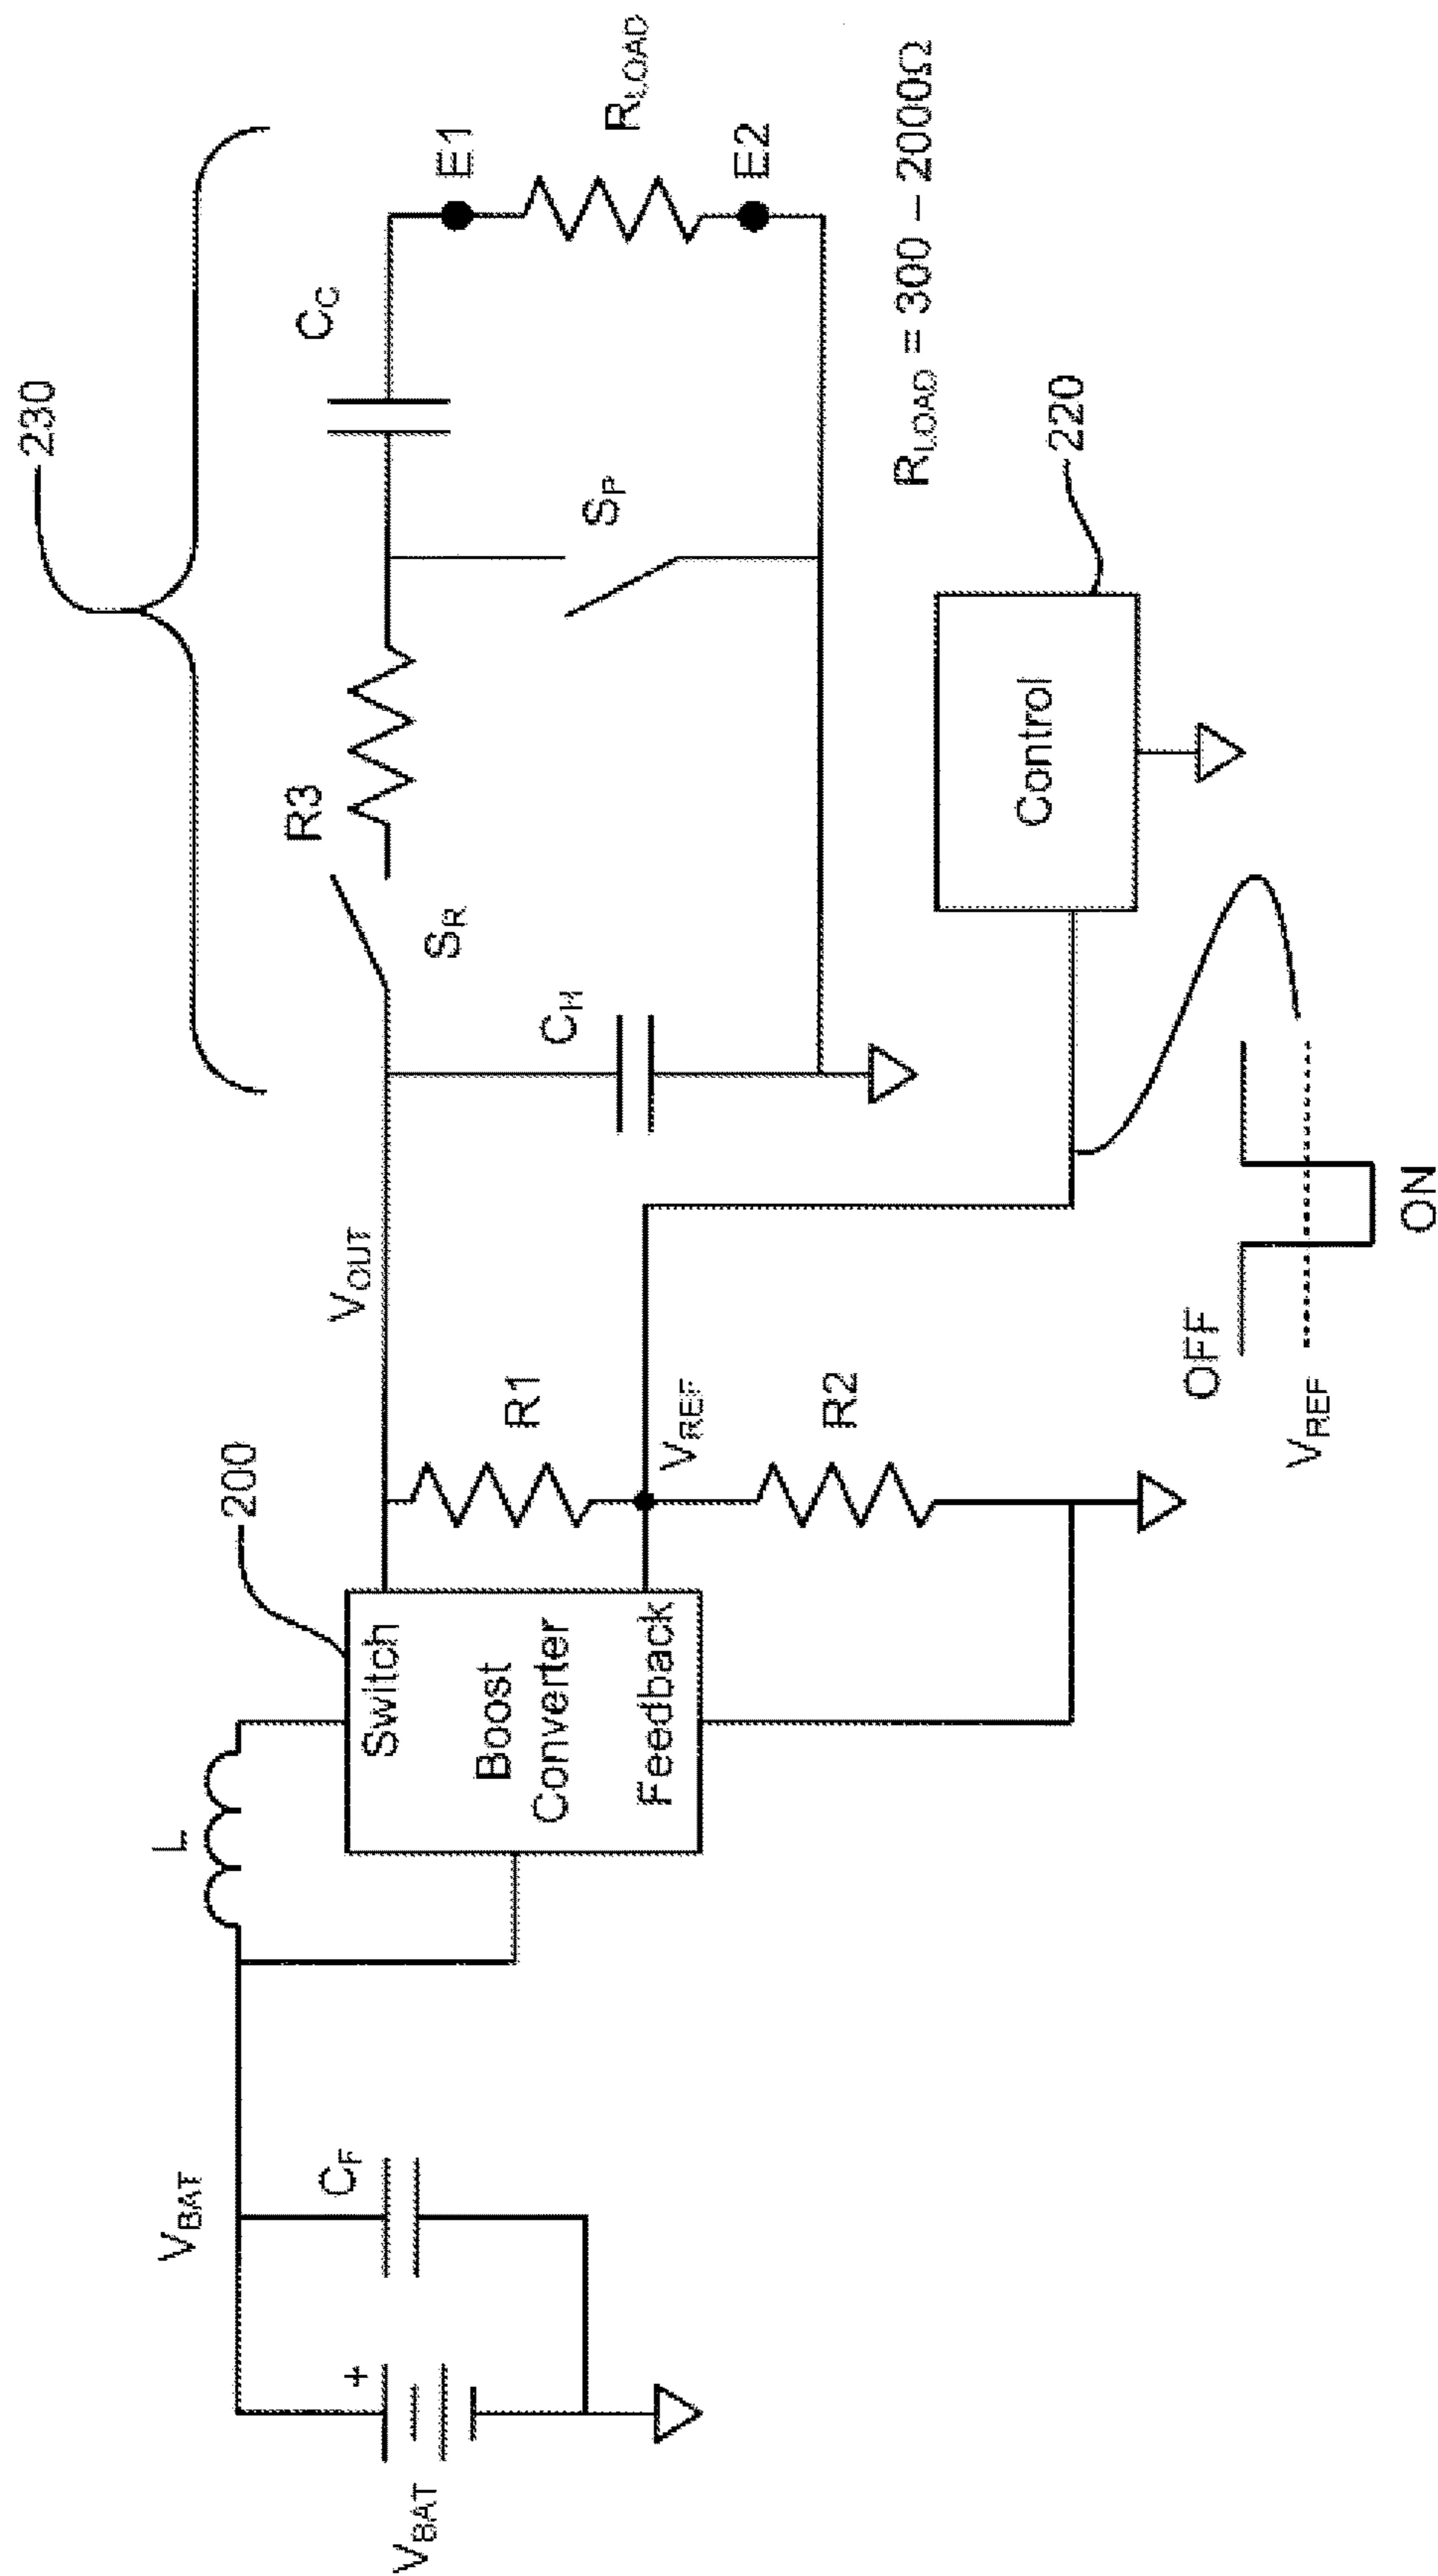 230
200
L
V_BAT
V_BAT
+
C_F
Switch
Boost
Converter
Feedback
V_OUT
R1
V_REF
R2
C_H
S_R
R3
S_P
C_C
E1
R_LOAD
E2
R_LOAD = 300 – 2000Ω
220
Control
OFF
V_REF
ON